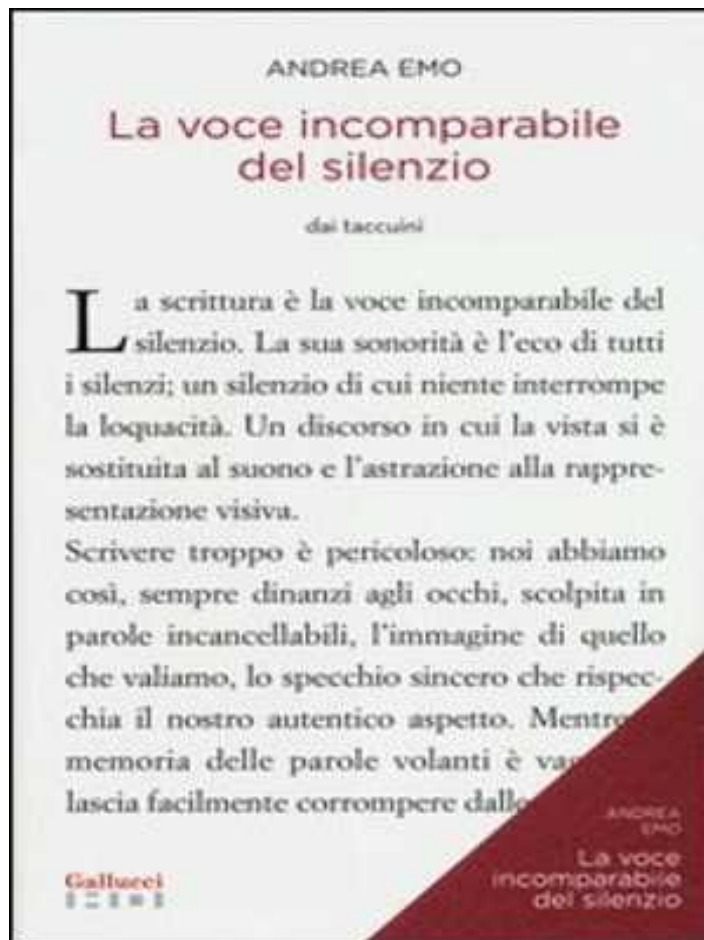 ANDREA EMO
La voce incomparabile
del silenzio
dai taccuini
La scrittura è la voce incomparabile del
silenzio. La sua sonorità è l'eco di tutti
i silenzi; un silenzio di cui niente interrompe
la loquacità. Un discorso in cui la vista si è
sostituita al suono e l'astrazione alla rappre-
sentazione visiva.
Scrivere troppo è pericoloso: noi abbiamo
così, sempre dinanzi agli occhi, scolpita in
parole incancellabili, l'immagine di quello
che valiamo, lo specchio sincero che rispec-
chia il nostro autentico aspetto. Mentre
memoria delle parole volanti è
lascia facilmente corrompere
ANDREA
EMO
La voce
incomparabile
del silenzio
Gallucci